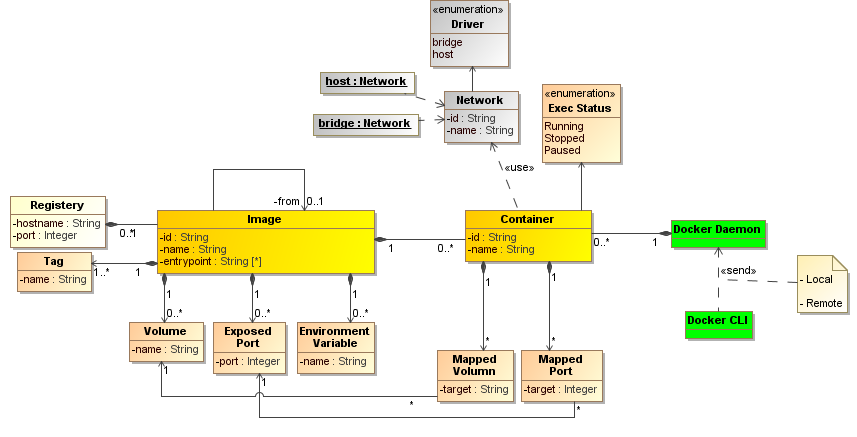 «enumeration»
Driver
bridge
host
host : Network
bridge : Network
Network
-id : String
-name : String
«enumeration»
Exec Status
Running
Stopped
Paused
«use»
-from
0..1
Registery
-hostname : String
-port : Integer
0..*
1
Image
-id : String
-name : String
-entrypoint : String [*]
1
0..*
Container
-id : String
-name : String
0..*
1
Docker Daemon
«send»
- Local
- Remote
Docker CLI
Tag
-name : String
1..*
1
1
0..*
1
0..*
1
0..*
1
*
1
*
Volume
-name : String
Exposed
Port
-port : Integer
Environment
Variable
-name : String
Mapped
Volumn
-target : String
Mapped
Port
-target : Integer
1
*
1
*